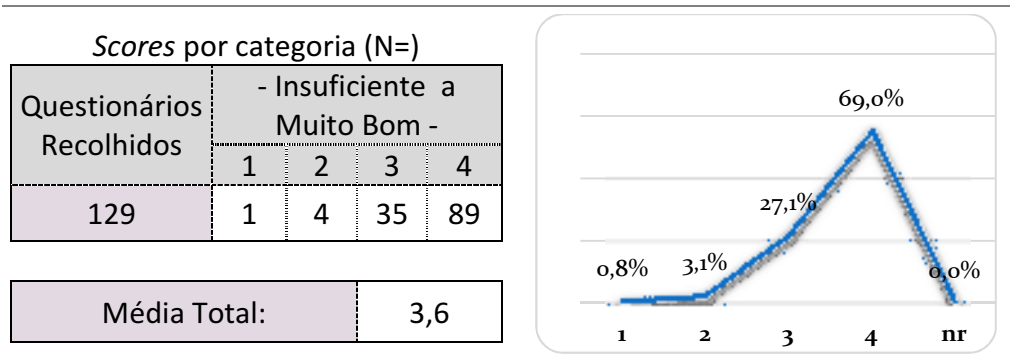 Scores por categoria (N=)
Questionários Recolhidos
- Insuficiente a
Muito Bom -
1 2 3 4
129 1 4 35 89
Média Total: 3,6
69,0%
27,1%
0,8% 3,1% 0,0%
1 2 3 4 nr